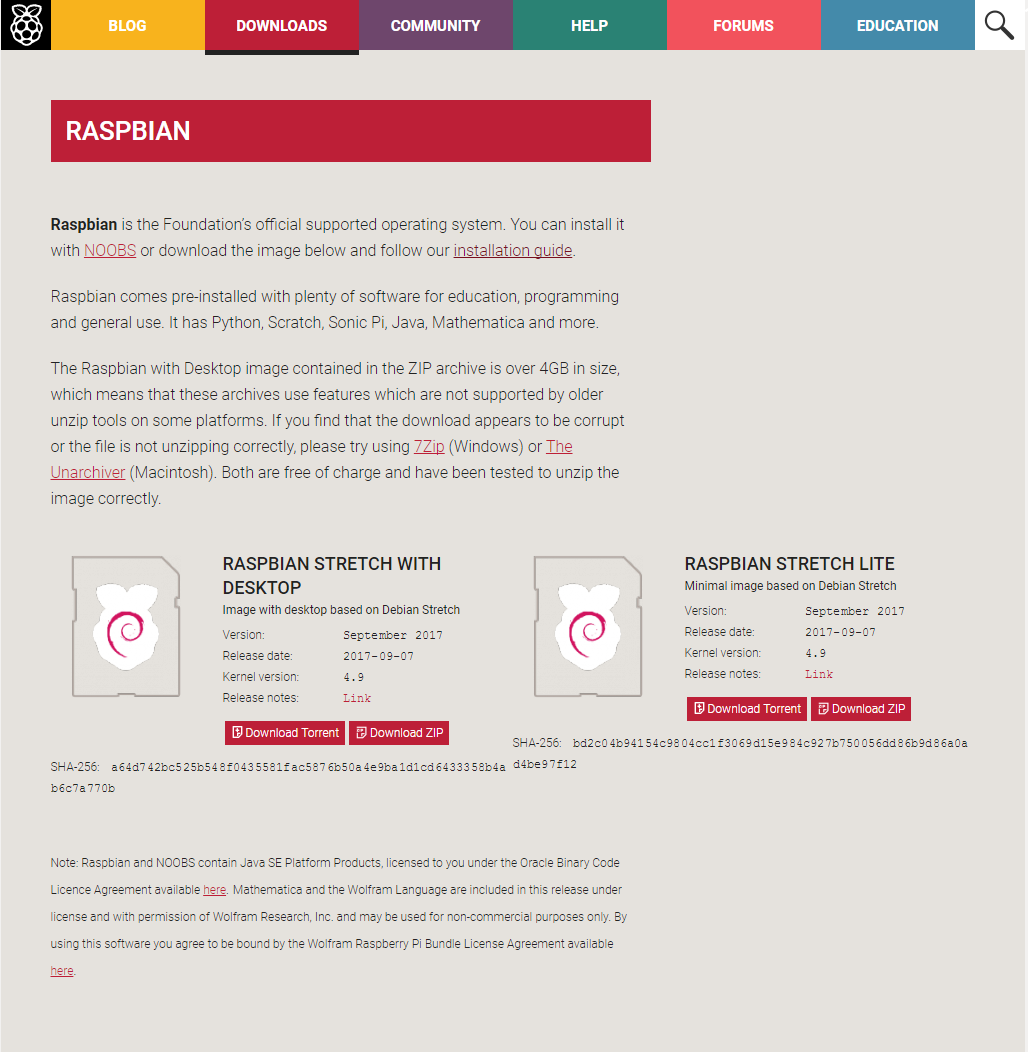 BLOG DOWNLOADS COMMUNITY HELP FORUMS EDUCATION
RASPBIAN
Raspbian is the Foundation’s official supported operating system. You can install it
with NOOBS or download the image below and follow our installation guide.
Raspbian comes pre-installed with plenty of software for education, programming
and general use. It has Python, Scratch, Sonic Pi, Java, Mathematica and more.
The Raspbian with Desktop image contained in the ZIP archive is over 4GB in size,
which means that these archives use features which are not supported by older
unzip tools on some platforms. If you find that the download appears to be corrupt
or the file is not unzipping correctly, please try using 7Zip (Windows) or The
Unarchiver (Macintosh). Both are free of charge and have been tested to unzip the
image correctly.
RASPBIAN STRETCH WITH
DESKTOP
Image with desktop based on Debian Stretch
Version: September 2017
Release date: 2017-09-07
Kernel version: 4.9
Release notes: Link
Download Torrent Download ZIP
SHA-256: a64d742bc525b548f0435581fac5876b50a4e9ba1d1cd6433358b4a
b6c7a770b
RASPBIAN STRETCH LITE
Minimal image based on Debian Stretch
Version: September 2017
Release date: 2017-09-07
Kernel version: 4.9
Release notes: Link
Download Torrent Download ZIP
SHA-256: bd2c04b94154c9804cc1f3069d15e984c927b750056dd86b9d86a0a
d4be97f12
Note: Raspbian and NOOBS contain Java SE Platform Products, licensed to you under the Oracle Binary Code
Licence Agreement available here. Mathematica and the Wolfram Language are included in this release under
license and with permission of Wolfram Research, Inc. and may be used for non-commercial purposes only. By
using this software you agree to be bound by the Wolfram Raspberry Pi Bundle License Agreement available
here.